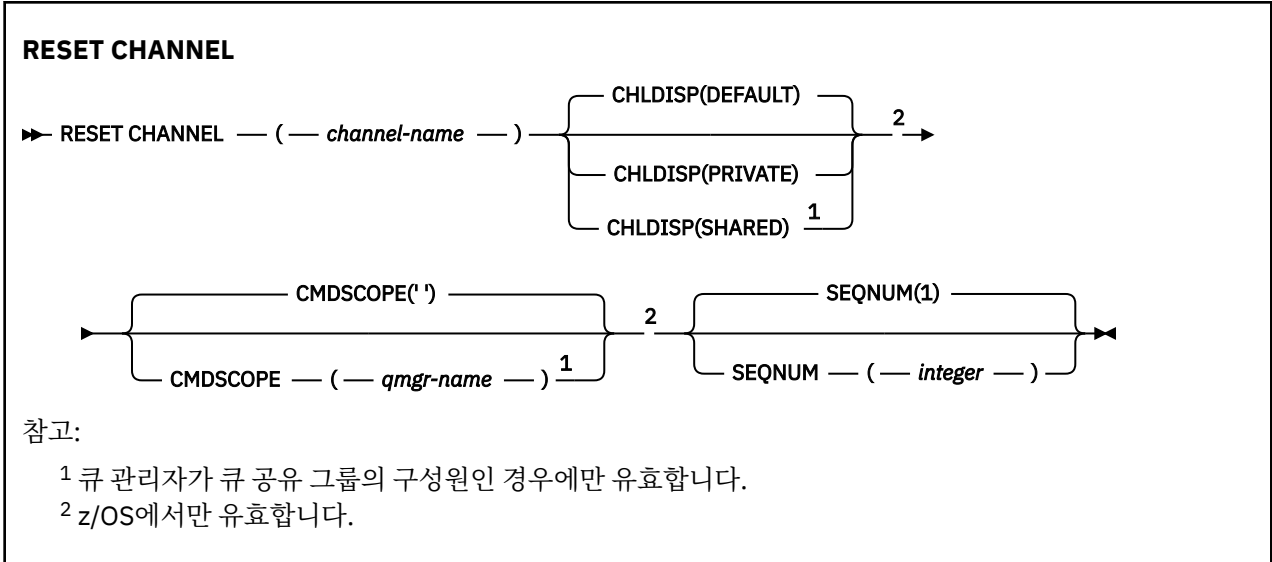 RESET CHANNEL
CHLDISP(DEFAULT)
RESET CHANNEL ( channel-name ) 2
CHLDISP(PRIVATE)
CHLDISP(SHARED) 1
CMDSCOPE(' ') SEQNUM(1)
2
CMDSCOPE ( qmgr-name ) 1 SEQNUM ( integer )
참고:
1 큐 관리자가 큐 공유 그룹의 구성원인 경우에만 유효합니다.
2 z/OS에서만 유효합니다.